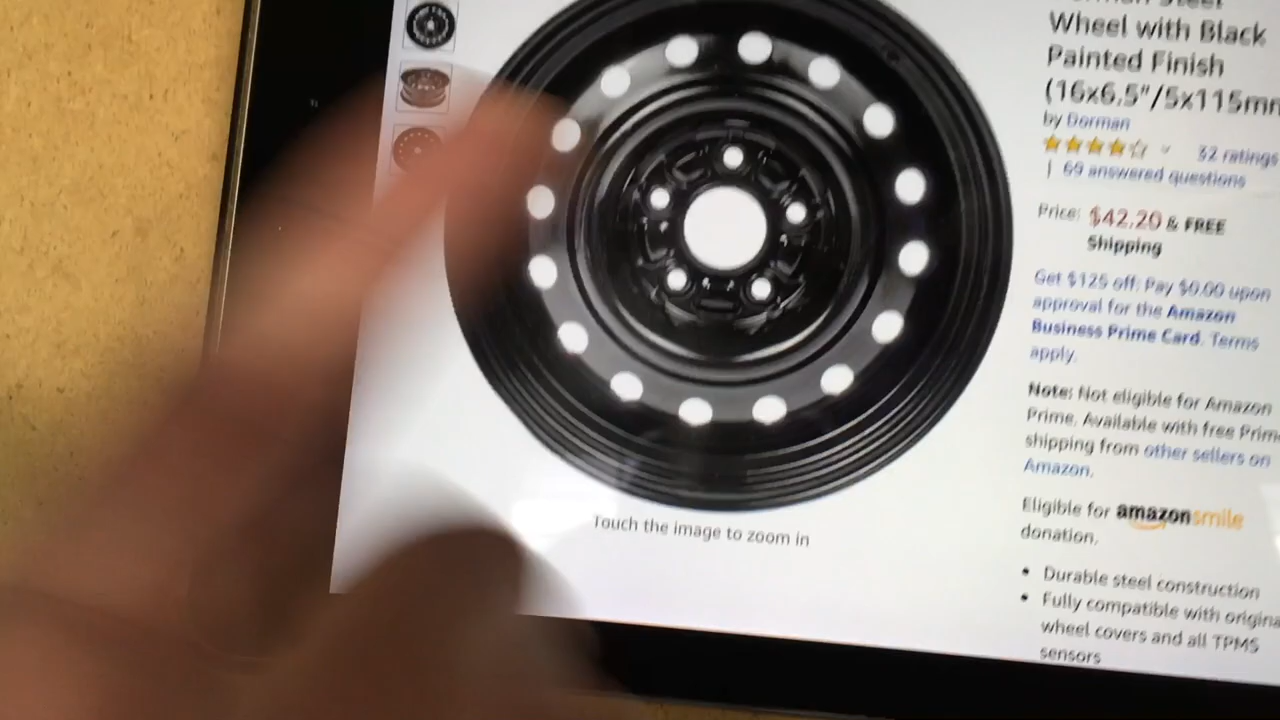 Wheel with Black
Painted Finish
(16x6.5"/5x115mm
by Dorman
32 ratings
| 69 answered questions
Price: $42.20 & FREE
Shipping
Get $125 off: Pay $0.00 upon
approval for the Amazon
Business Prime Card. Terms
apply.
Note: Not eligible for Amazon
Prime. Available with free Prime
shipping from other sellers on
Amazon.
Eligible for amazonsmile
donation.
• Durable steel construction
• Fully compatible with origina
wheel covers and all TPMS
sensors
Touch the image to zoom in